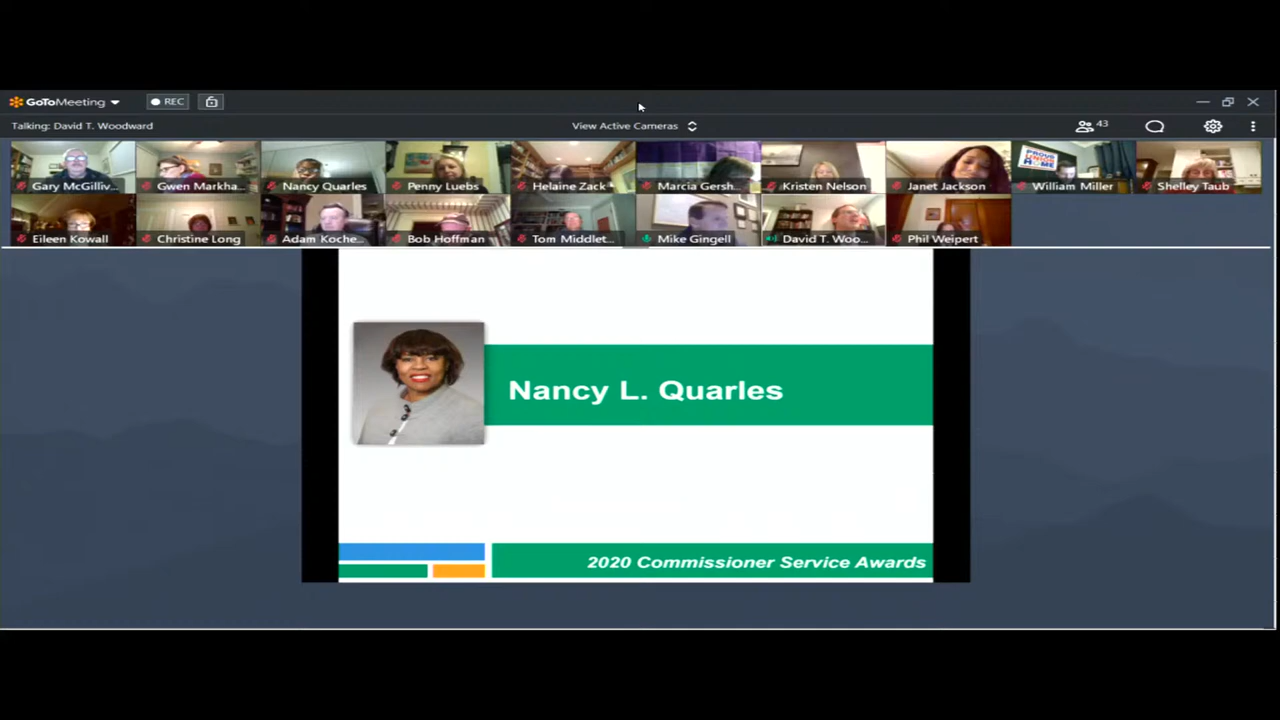 GoToMeeting
REC
Talking: David T. Woodward
View Active Cameras
43
Gary McGilliv...
Gwen Markha...
Nancy Quarles
Penny Luebs
Helaine Zack
Marcia Gersh...
Kristen Nelson
Janet Jackson
William Miller
Shelley Taub
Eileen Kowall
Christine Long
Adam Koche...
Bob Hoffman
Tom Middlet...
Mike Gingell
David T. Woo...
Phil Weipert
Nancy L. Quarles
2020 Commissioner Service Awards